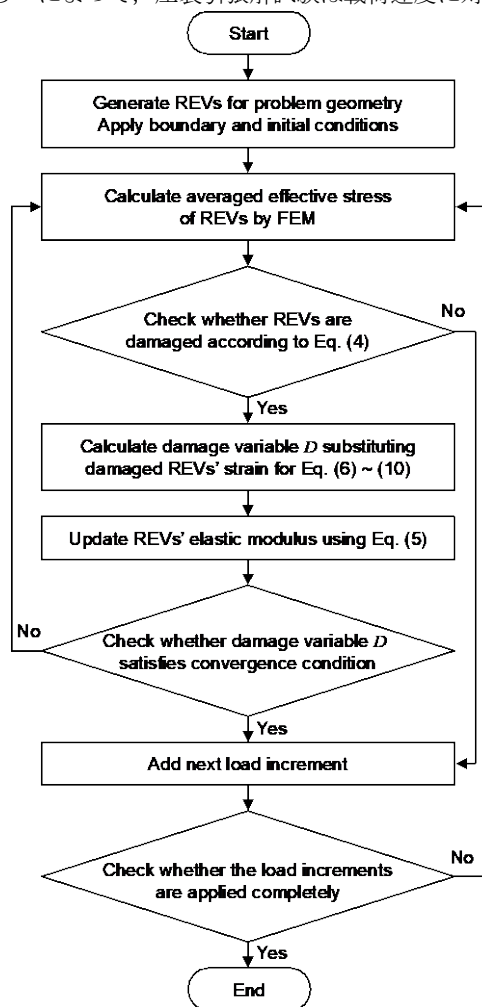 Start
Generate REVs for problem geometry
Apply boundary and initial conditions
Calculate averaged effective stress
of REVs by FEM
No
Check whether REVs are
damaged according to Eq. (4)
Yes
Calculate damage variable D substituting
damaged REVs' strain for Eq. (6) ~ (10)
Update REVs' elastic modulus using Eq. (5)
No
Check whether damage variable D
satisfies convergence condition
Yes
Add next load increment
No
Check whether the load increments
are applied completely
Yes
End